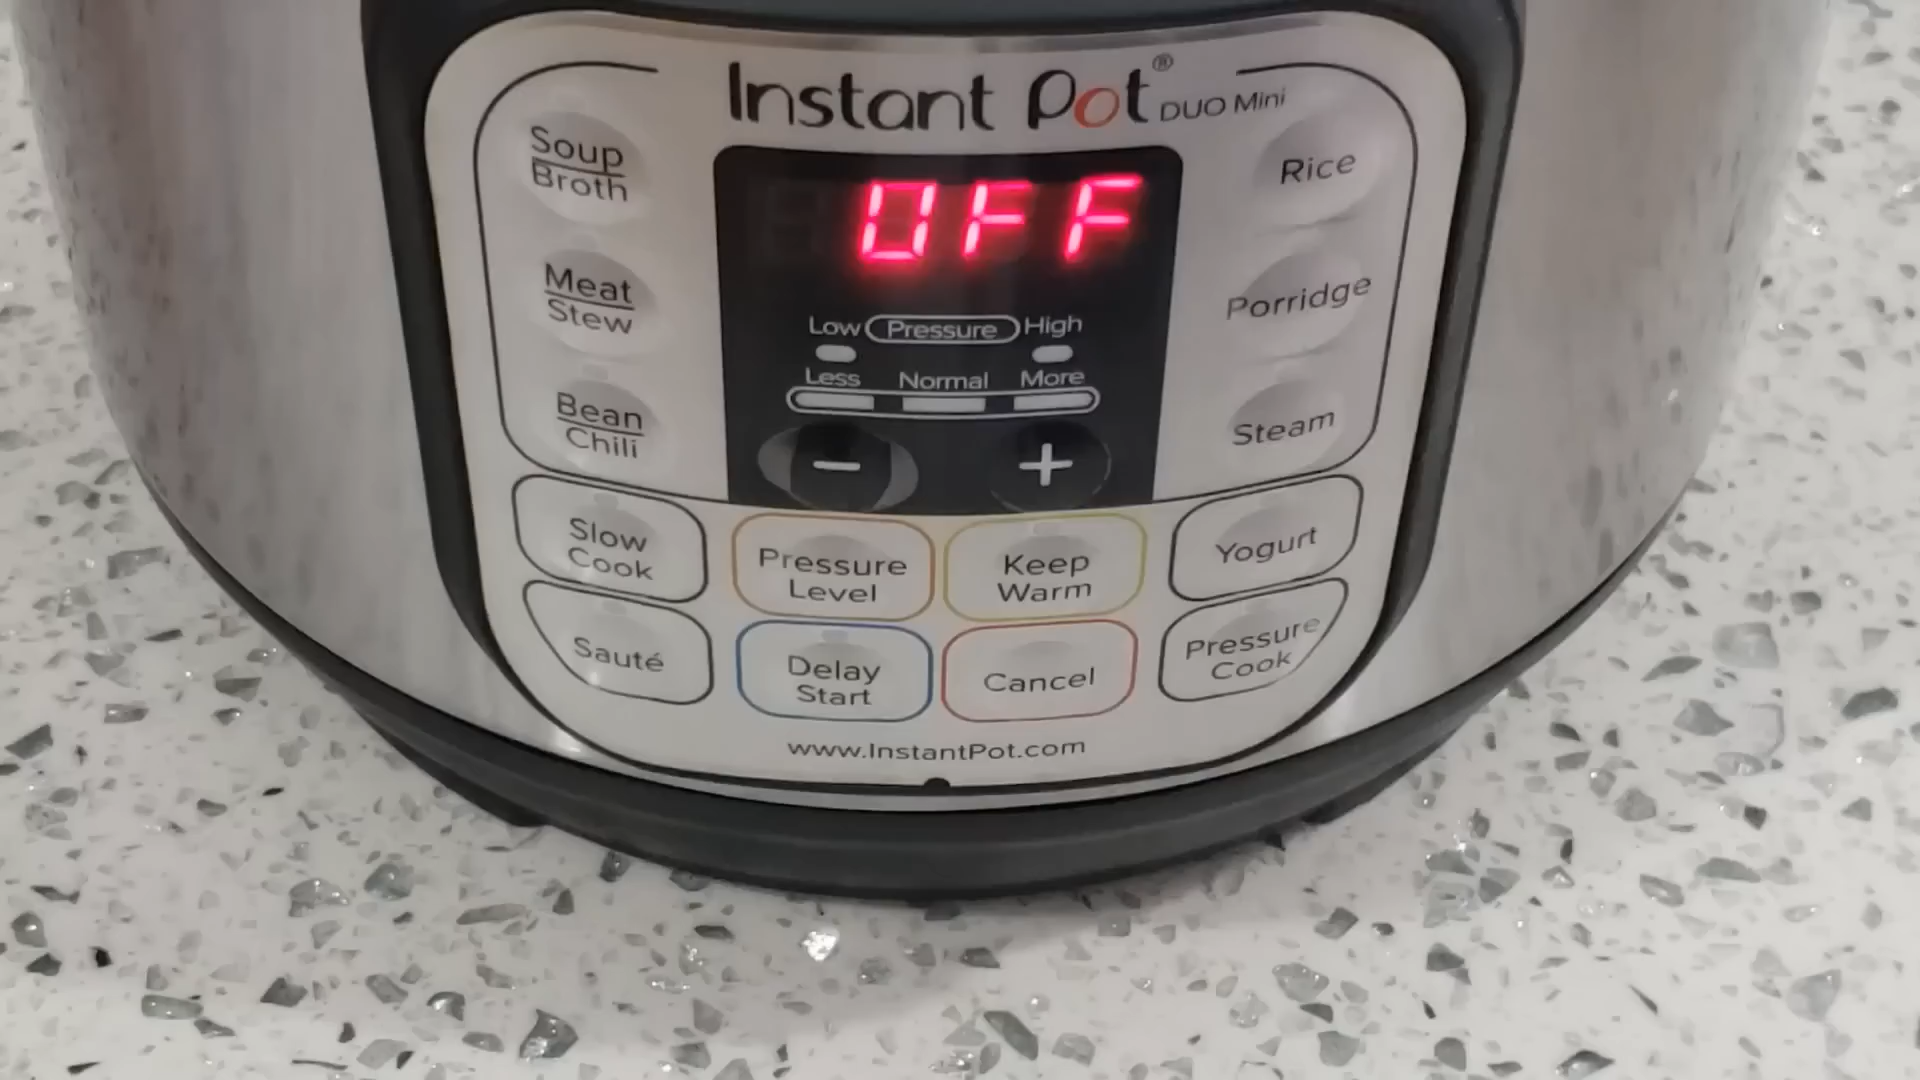 Instant Pot® DUO Mini
OFF
Soup
Broth
Meat
Stew
Bean
Chili
Low Pressure High
Less Normal More
− +
Rice
Porridge
Steam
Slow
Cook
Pressure
Level
Keep
Warm
Yogurt
Sauté
Delay
Start
Cancel
Pressure
Cook
www.InstantPot.com